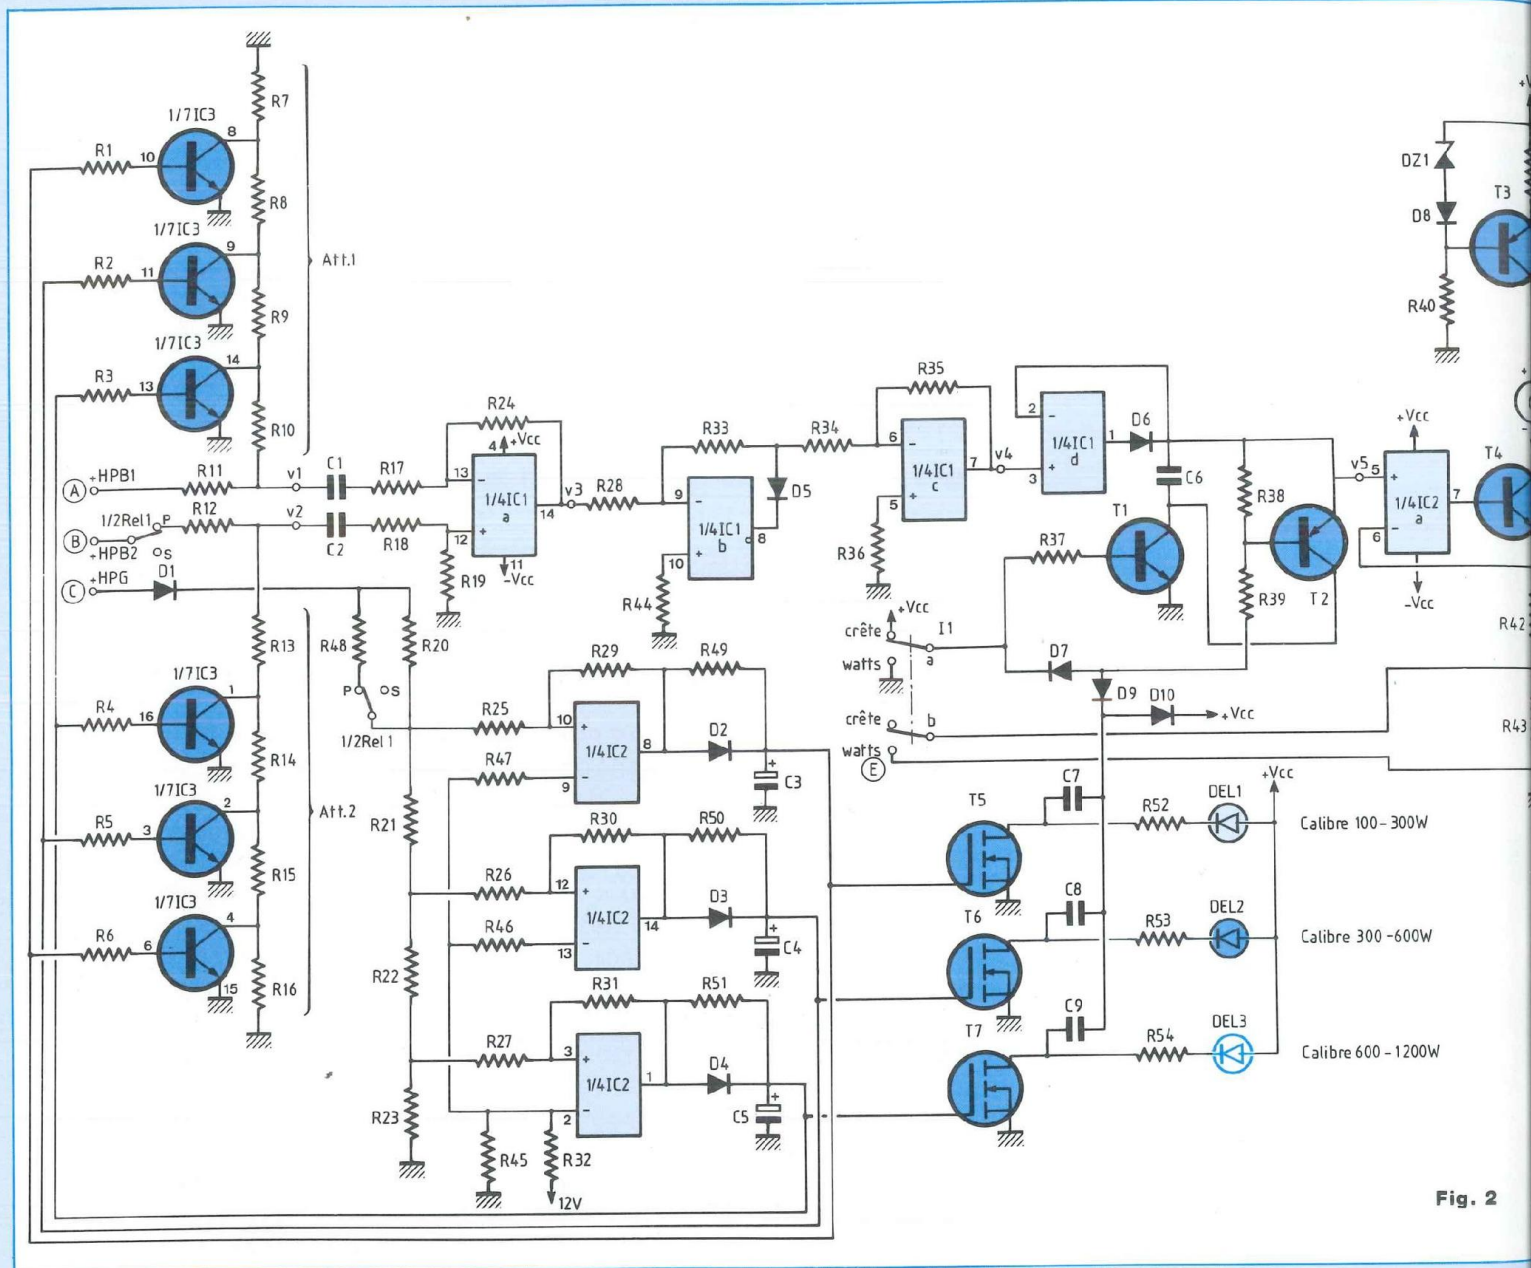 R7
1/7IC3
8
R1
10
R8
1/7IC3
9
R2
11
Att.1
R9
1/7IC3
14
R3
13
R10
A
+HPB1
R11
v1
C1
R17
1/2Rel1
P
R12
v2
C2
R18
B
+HPB2
S
C
+HPG
D1
R24
4
+Vcc
13
-
1/4IC1
a
14
v3
+
12
11
-Vcc
R19
R28
R33
9
-
1/4IC1
b
8
+
10
R44
D5
R34
R35
6
-
1/4IC1
c
7
v4
+
5
R36
2
-
1/4IC1
d
1
D6
+
3
C6
R38
T1
R37
T2
R39
v5
+Vcc
5
+
1/4IC2
a
7
T4
6
-
-Vcc
DZ1
D8
T3
R40
R42
R43
R13
R48
R20
P
S
1/2Rel1
1/7IC3
1
R4
16
R14
1/7IC3
2
R5
3
Att.2
R15
1/7IC3
4
R6
6
15
R16
R21
R22
R23
R25
R29
R49
10
+
1/4IC2
8
D2
R47
-
9
+
C3
R26
R30
R50
12
+
1/4IC2
14
D3
R46
-
13
+
C4
R27
R31
R51
3
+
1/4IC2
1
D4
-
2
+
C5
R45
R32
12V
+Vcc
crête
I1
a
watts
D7
D9
D10
+Vcc
crête
b
watts
E
T5
C7
R52
DEL1
+Vcc
Calibre 100-300W
T6
C8
R53
DEL2
Calibre 300-600W
T7
C9
R54
DEL3
Calibre 600-1200W
Fig. 2